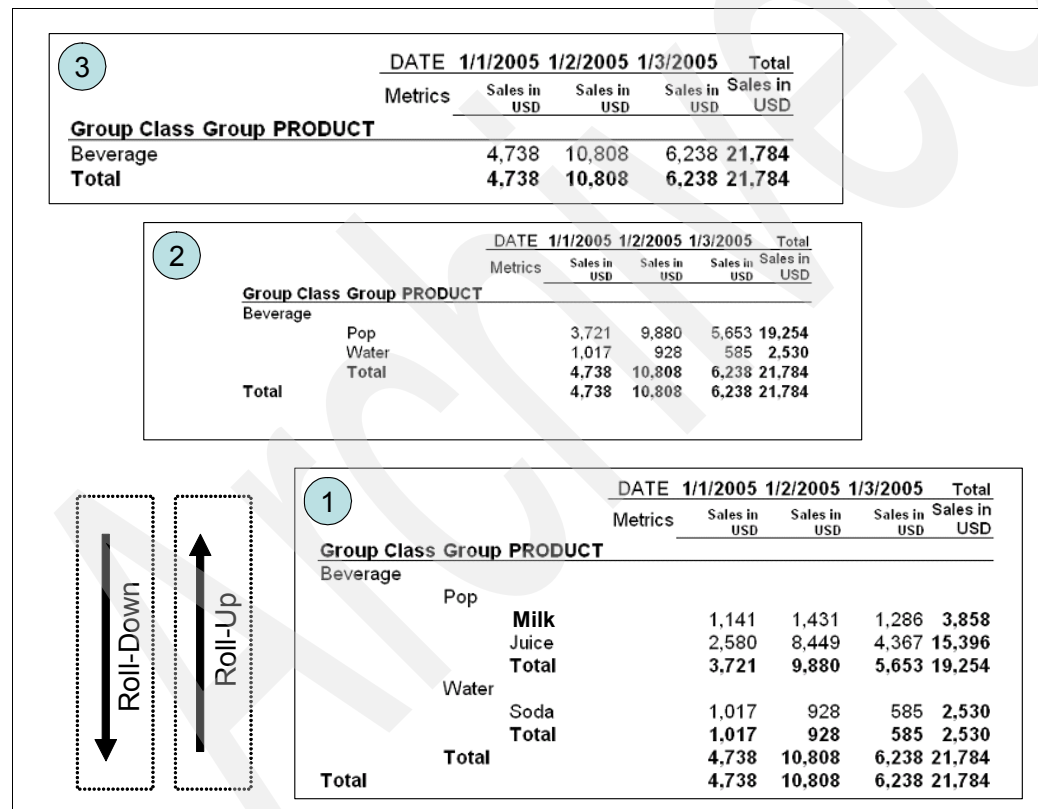 3
DATE 1/1/2005 1/2/2005 1/3/2005 Total
Metrics Sales in USD Sales in USD Sales in USD Sales in USD
Group Class Group PRODUCT
Beverage 4,738 10,808 6,238 21,784
Total 4,738 10,808 6,238 21,784
2
DATE 1/1/2005 1/2/2005 1/3/2005 Total
Metrics Sales in USD Sales in USD Sales in USD Sales in USD
Group Class Group PRODUCT
Beverage
Pop 3,721 9,880 5,653 19,254
Water 1,017 928 585 2,530
Total 4,738 10,808 6,238 21,784
Total 4,738 10,808 6,238 21,784
1
DATE 1/1/2005 1/2/2005 1/3/2005 Total
Metrics Sales in USD Sales in USD Sales in USD Sales in USD
Group Class Group PRODUCT
Beverage
Pop
Milk 1,141 1,431 1,286 3,858
Juice 2,580 8,449 4,367 15,396
Total 3,721 9,880 5,653 19,254
Water
Soda 1,017 928 585 2,530
Total 1,017 928 585 2,530
Total 4,738 10,808 6,238 21,784
Total 4,738 10,808 6,238 21,784
Roll-Down
Roll-Up
Archived